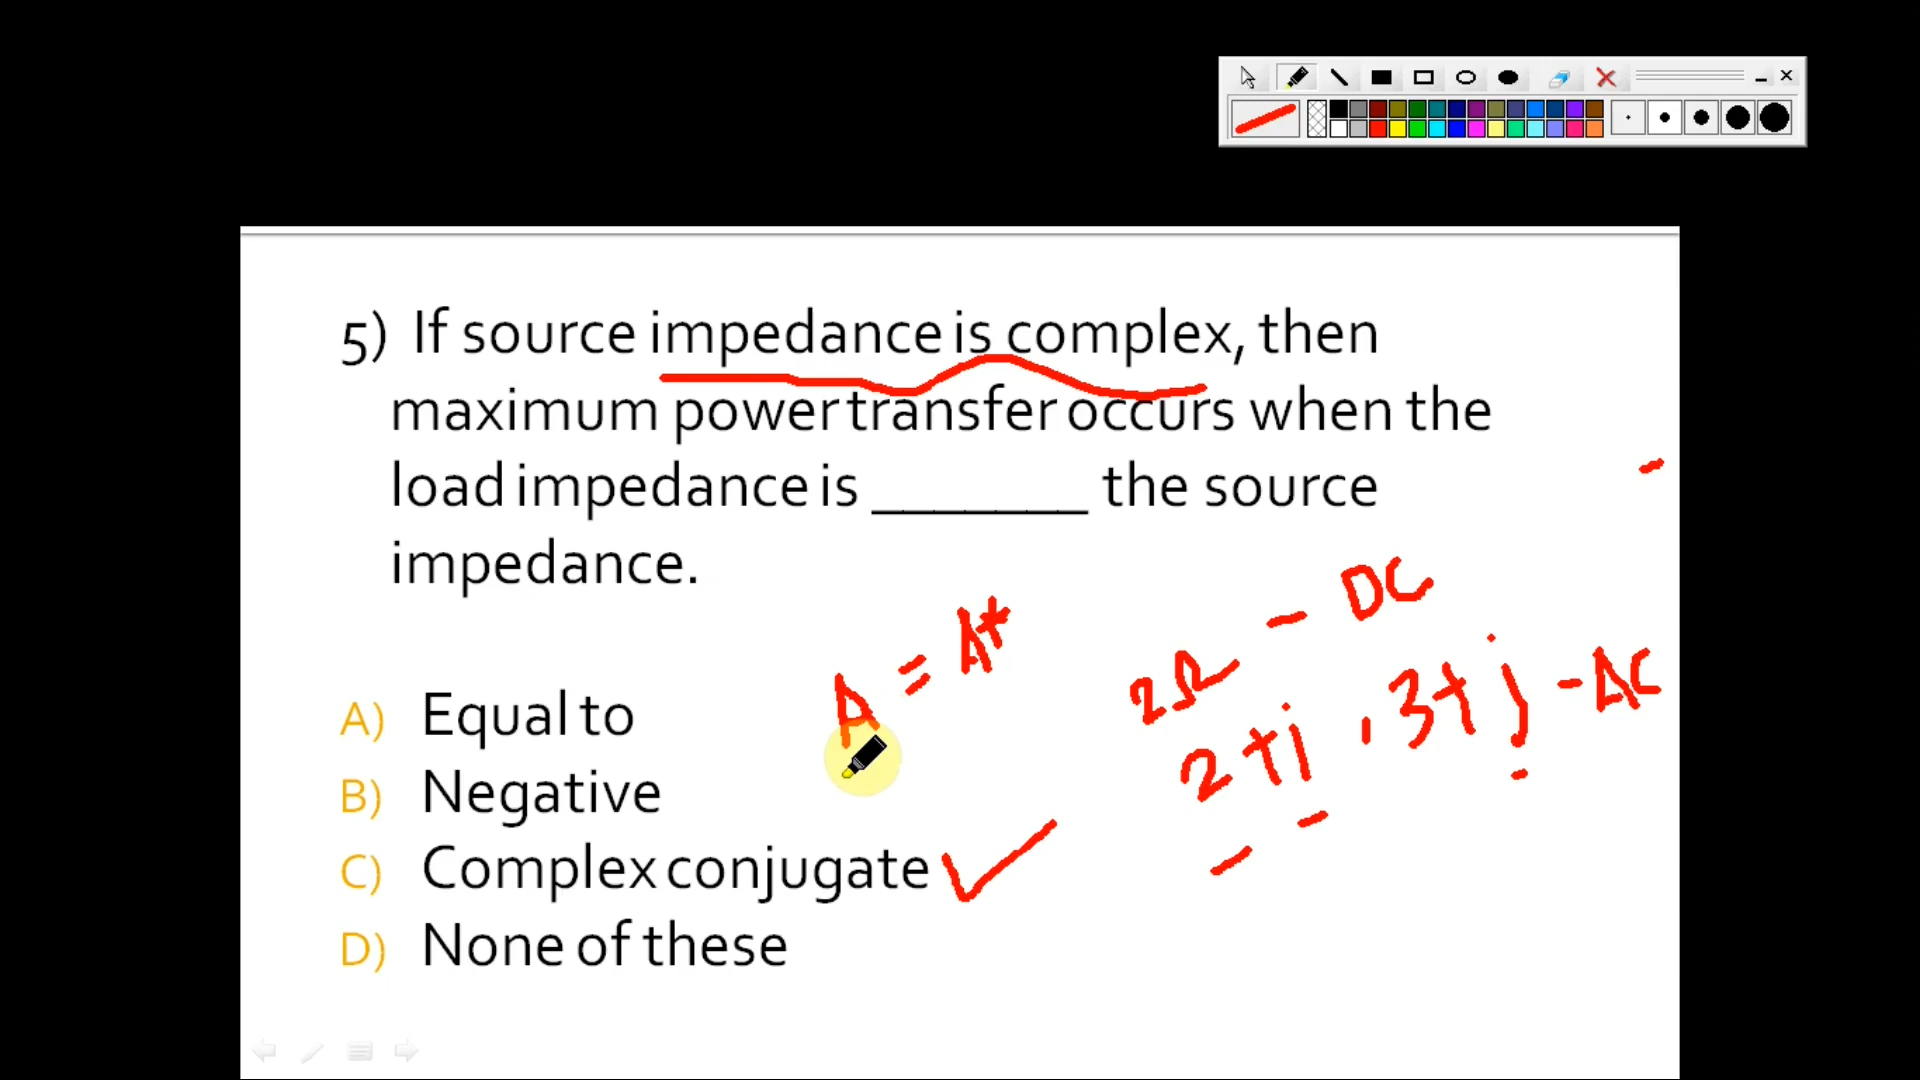 5) If source impedance is complex, then
maximum power transfer occurs when the
load impedance is _______ the source
impedance.
A = A*
2Ω - DC
2+j, 3+j - AC
A) Equal to
B) Negative
C) Complex conjugate
D) None of these